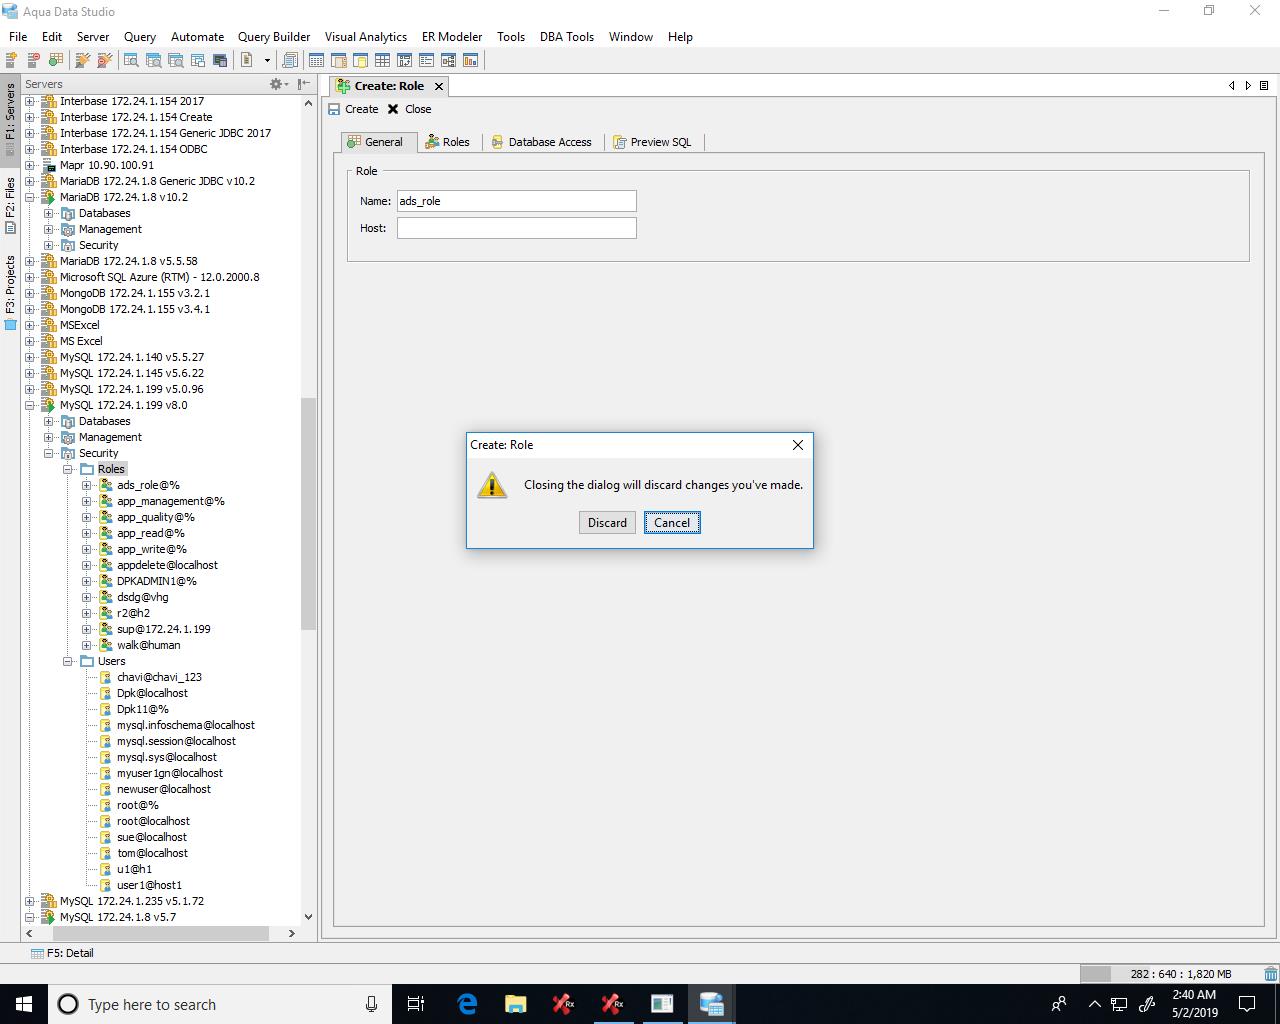 Aqua Data Studio
File Edit Server Query Automate Query Builder Visual Analytics ER Modeler Tools DBA Tools Window Help
Servers
F1: Servers
F2: Files
F3: Projects
Interbase 172.24.1.154 2017
Interbase 172.24.1.154 Create
Interbase 172.24.1.154 Generic JDBC 2017
Interbase 172.24.1.154 ODBC
Mapr 10.90.100.91
MariaDB 172.24.1.8 Generic JDBC v10.2
MariaDB 172.24.1.8 v10.2
Databases
Management
Security
MariaDB 172.24.1.8 v5.5.58
Microsoft SQL Azure (RTM) - 12.0.2000.8
MongoDB 172.24.1.155 v3.2.1
MongoDB 172.24.1.155 v3.4.1
MSExcel
MS Excel
MySQL 172.24.1.140 v5.5.27
MySQL 172.24.1.145 v5.6.22
MySQL 172.24.1.199 v5.0.96
MySQL 172.24.1.199 v8.0
Databases
Management
Security
Roles
ads_role@%
app_management@%
app_quality@%
app_read@%
app_write@%
appdelete@localhost
DPKADMIN1@%
dsdg@vhg
r2@h2
sup@172.24.1.199
walk@human
Users
chavi@chavi_123
Dpk@localhost
Dpk11@%
mysql.infoschema@localhost
mysql.session@localhost
mysql.sys@localhost
myuser1gn@localhost
newuser@localhost
root@%
root@localhost
sue@localhost
tom@localhost
u1@h1
user1@host1
MySQL 172.24.1.235 v5.1.72
MySQL 172.24.1.8 v5.7
Create: Role
Create Close
General Roles Database Access Preview SQL
Role
Name: ads_role
Host:
Create: Role
Closing the dialog will discard changes you've made.
Discard Cancel
F5: Detail
282 : 640 : 1,820 MB
Type here to search
2:40 AM
5/2/2019